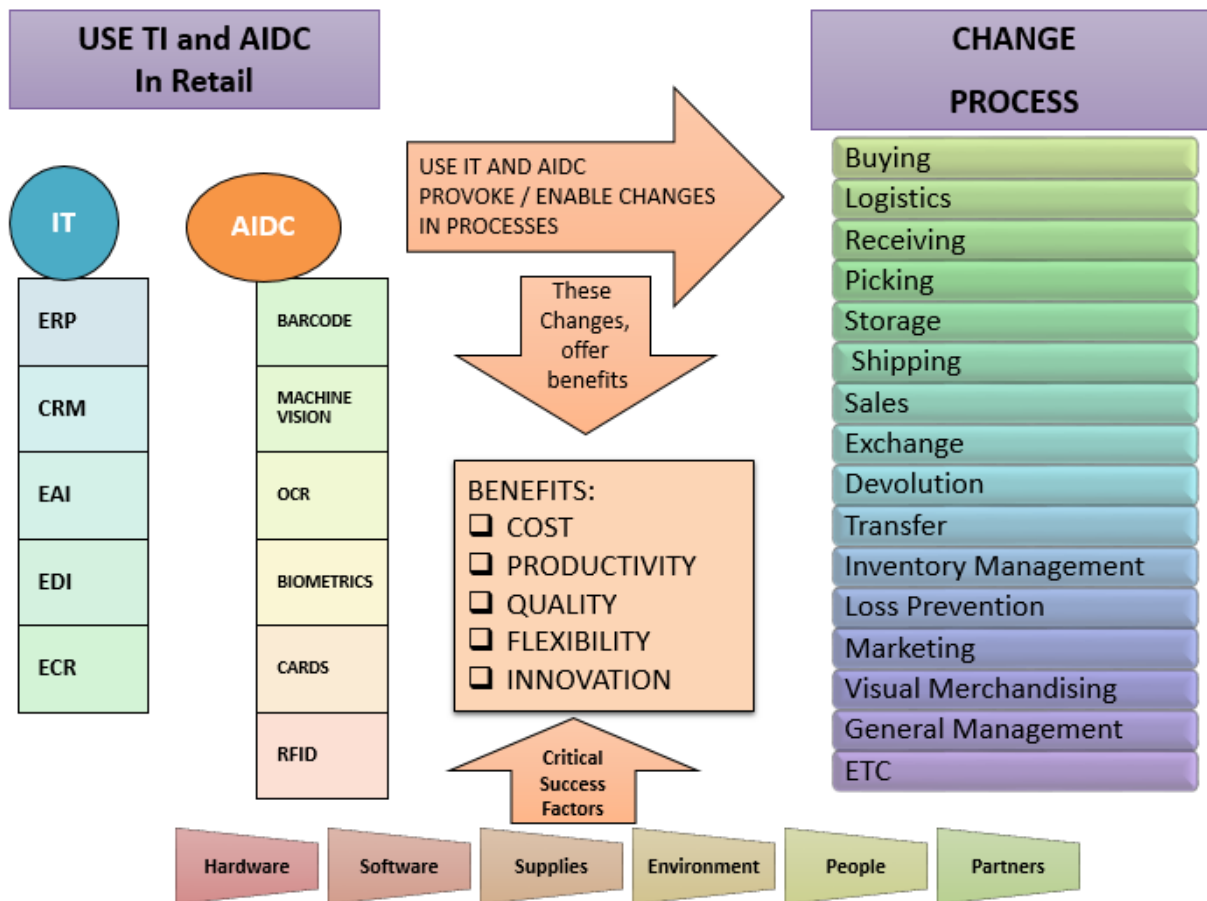 USE TI and AIDC
In Retail
CHANGE
PROCESS
IT
AIDC
ERP
CRM
EAI
EDI
ECR
BARCODE
MACHINE
VISION
OCR
BIOMETRICS
CARDS
RFID
USE IT AND AIDC
PROVOKE / ENABLE CHANGES
IN PROCESSES
These
Changes,
offer
benefits
BENEFITS:
❑ COST
❑ PRODUCTIVITY
❑ QUALITY
❑ FLEXIBILITY
❑ INNOVATION
Critical
Success
Factors
Buying
Logistics
Receiving
Picking
Storage
Shipping
Sales
Exchange
Devolution
Transfer
Inventory Management
Loss Prevention
Marketing
Visual Merchandising
General Management
ETC
Hardware
Software
Supplies
Environment
People
Partners